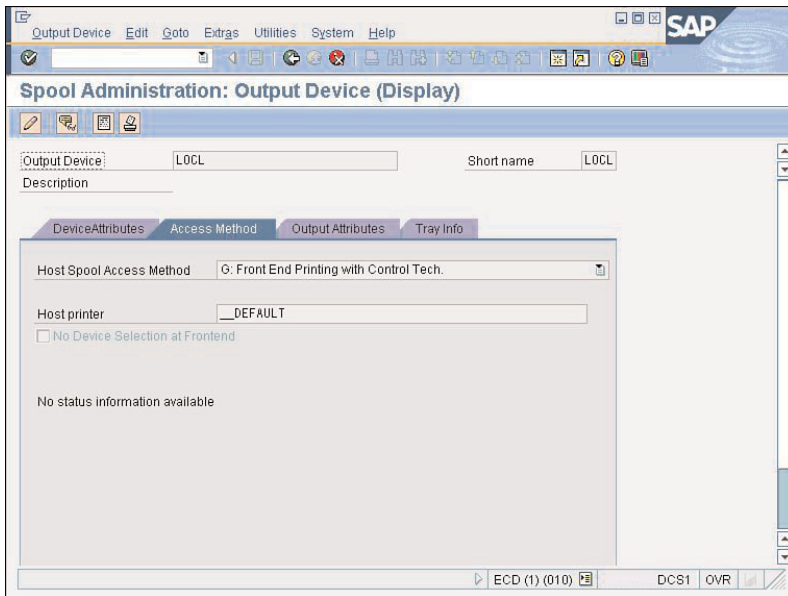 Output Device Edit Goto Extras Utilities System Help
SAP
Spool Administration: Output Device (Display)
Output Device LOCL Short name LOCL
Description
DeviceAttributes Access Method Output Attributes Tray Info
Host Spool Access Method G: Front End Printing with Control Tech.
Host printer __DEFAULT
No Device Selection at Frontend
No status information available
ECD (1) (010) DCS1 OVR